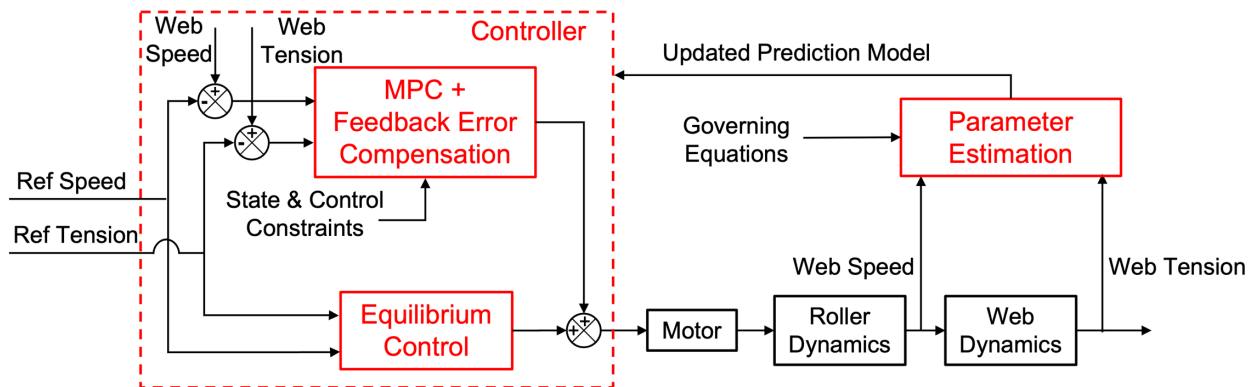 Web
Speed
Web
Tension
Controller
Updated Prediction Model
-
+
-
+
MPC +
Feedback Error
Compensation
Governing
Equations
Parameter
Estimation
Ref Speed
State & Control
Constraints
Ref Tension
Web Speed
Web Tension
Equilibrium
Control
+
+
Motor
Roller
Dynamics
Web
Dynamics